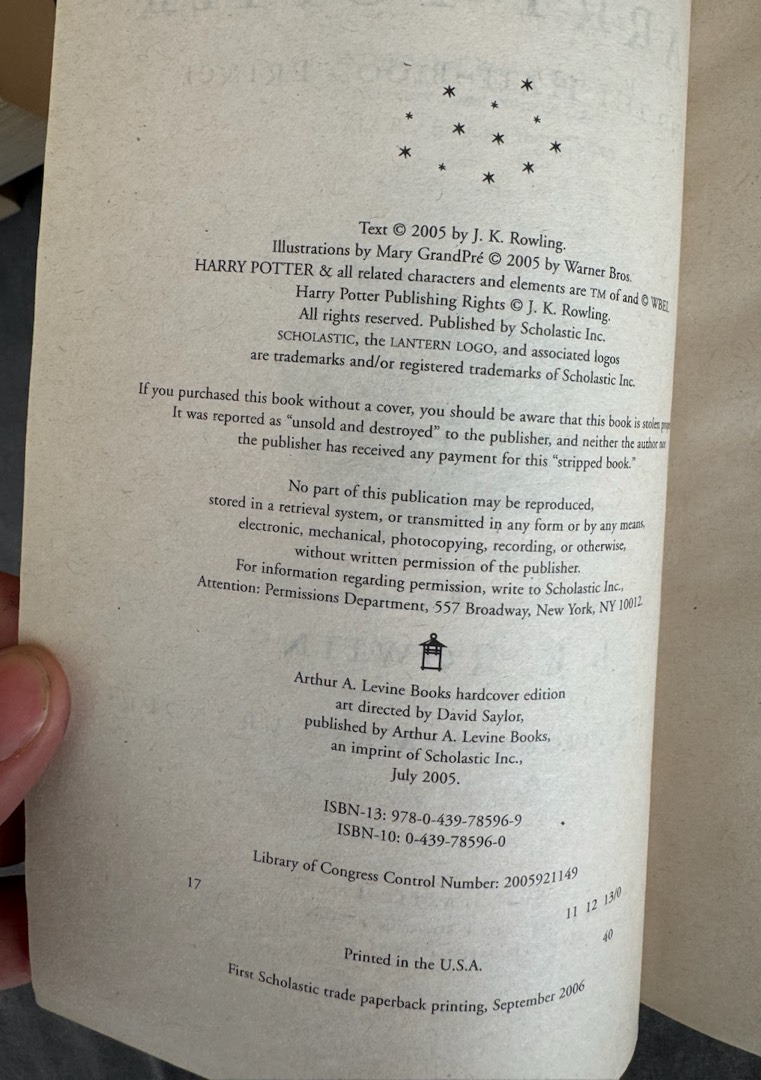 Text © 2005 by J. K. Rowling.
Illustrations by Mary GrandPré © 2005 by Warner Bros.
HARRY POTTER & all related characters and elements are TM of and © WBEI.
Harry Potter Publishing Rights © J. K. Rowling.
All rights reserved. Published by Scholastic Inc.
SCHOLASTIC, the LANTERN LOGO, and associated logos
are trademarks and/or registered trademarks of Scholastic Inc.
If you purchased this book without a cover, you should be aware that this book is stolen
It was reported as “unsold and destroyed” to the publisher, and neither the author nor
the publisher has received any payment for this “stripped book.”
No part of this publication may be reproduced,
stored in a retrieval system, or transmitted in any form or by any means,
electronic, mechanical, photocopying, recording, or otherwise,
without written permission of the publisher.
For information regarding permission, write to Scholastic Inc.,
Attention: Permissions Department, 557 Broadway, New York, NY 10012.
Arthur A. Levine Books hardcover edition
art directed by David Saylor,
published by Arthur A. Levine Books,
an imprint of Scholastic Inc.,
July 2005.
ISBN-13: 978-0-439-78596-9
ISBN-10: 0-439-78596-0
Library of Congress Control Number: 2005921149
17 11 12 13/0
40
Printed in the U.S.A.
First Scholastic trade paperback printing, September 2006